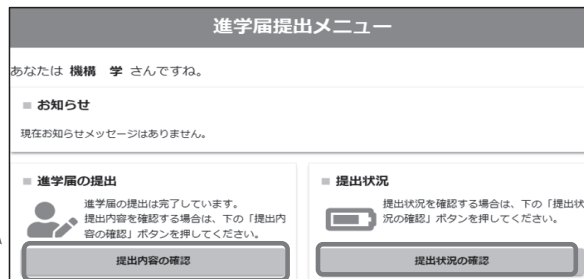 進学届提出メニュー
あなたは 機構 学 さんですね。
■ お知らせ
現在お知らせメッセージはありません。
■ 進学届の提出
進学届の提出は完了しています。
提出内容を確認する場合は、下の「提出内
容の確認」ボタンを押してください。
提出内容の確認
■ 提出状況
提出状況を確認する場合は、下の「提出状
況の確認」ボタンを押してください。
提出状況の確認